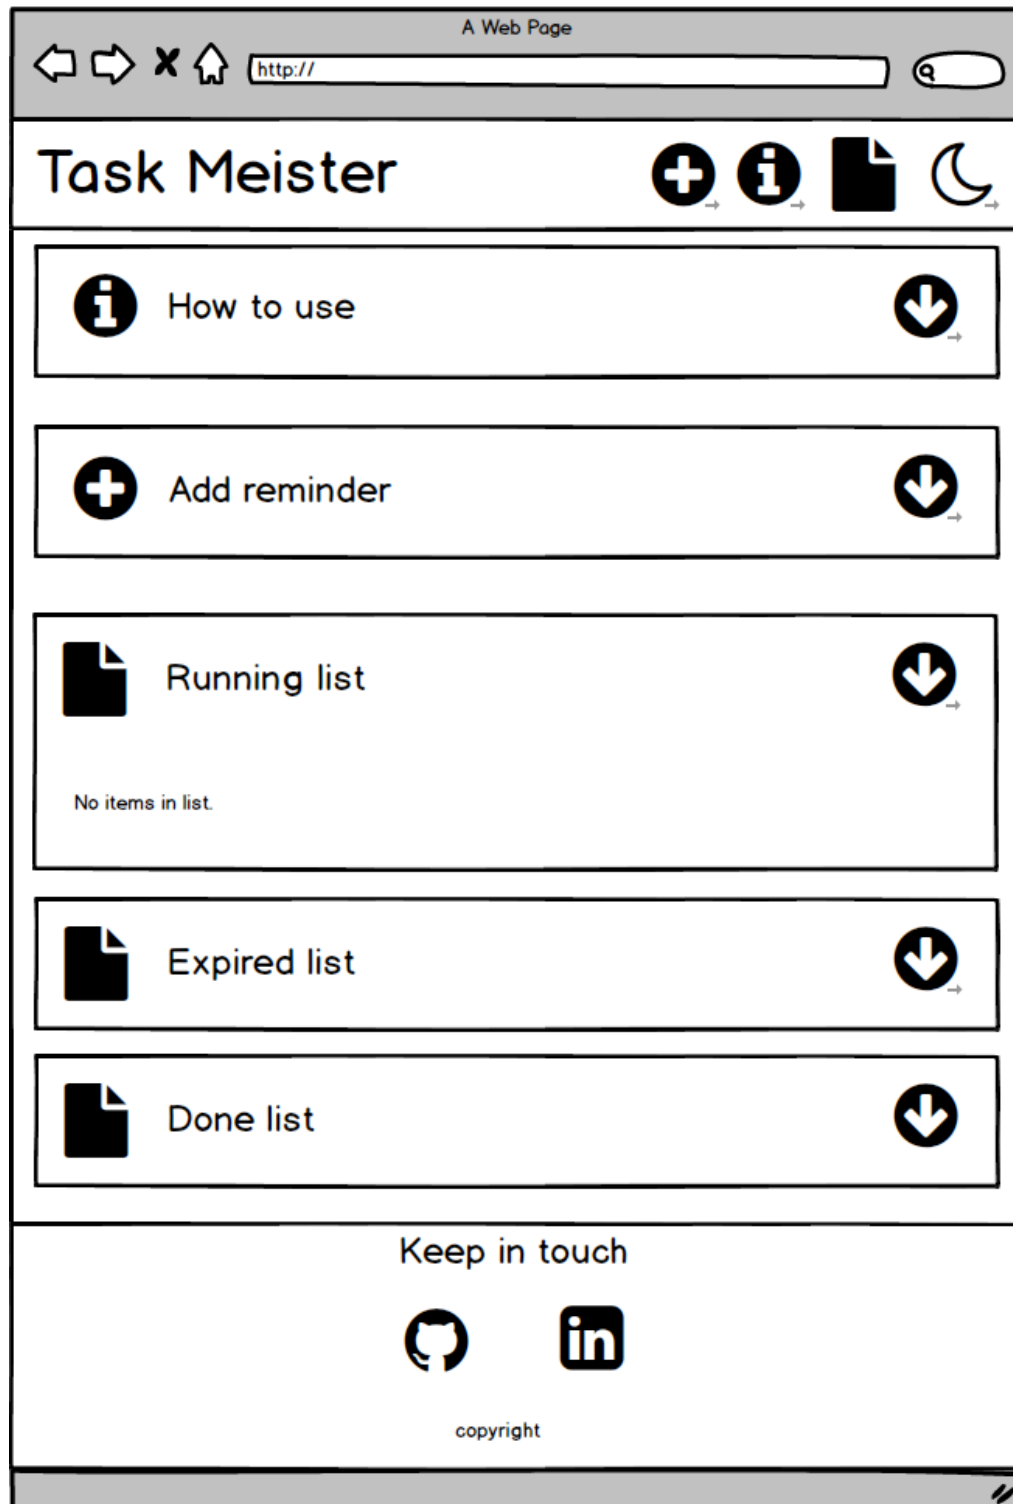 A Web Page
http://
Task Meister
How to use
Add reminder
Running list
No items in list.
Expired list
Done list
Keep in touch
in
copyright